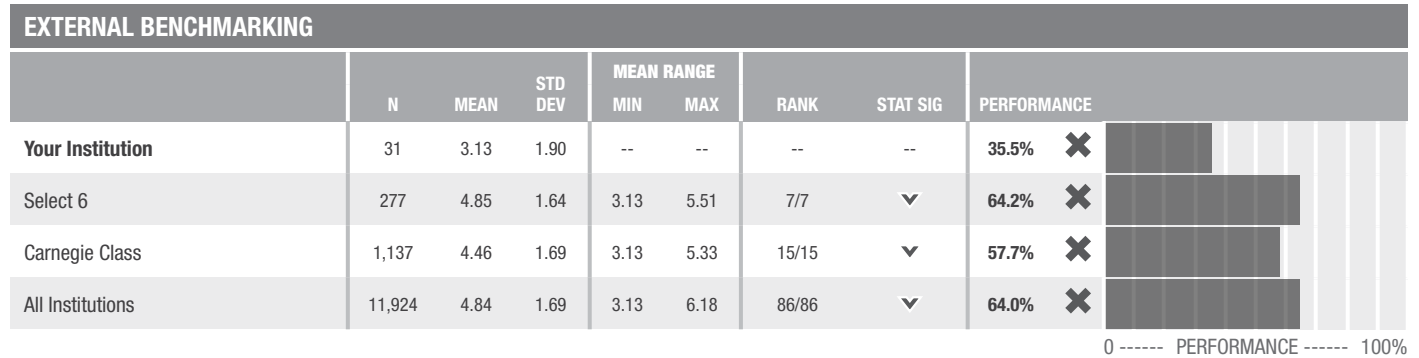 EXTERNAL BENCHMARKING
N MEAN STD DEV MEAN RANGE MIN MAX RANK STAT SIG PERFORMANCE
Your Institution 31 3.13 1.90 -- -- -- -- 35.5%
Select 6 277 4.85 1.64 3.13 5.51 7/7 64.2%
Carnegie Class 1,137 4.46 1.69 3.13 5.33 15/15 57.7%
All Institutions 11,924 4.84 1.69 3.13 6.18 86/86 64.0%
0 ------ PERFORMANCE ------ 100%